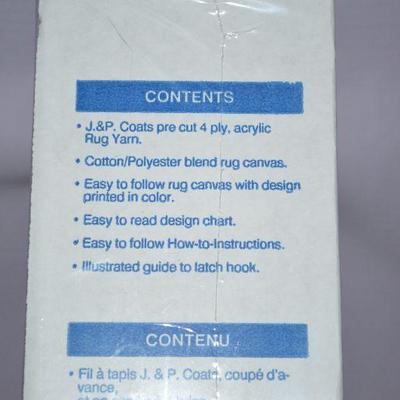 CONTENTS
• J.&P. Coats pre cut 4 ply, acrylic
Rug Yarn.
• Cotton/Polyester blend rug canvas.
• Easy to follow rug canvas with design
printed in color.
• Easy to read design chart.
• Easy to follow How-to-Instructions.
• Illustrated guide to latch hook.
CONTENU
• Fil à tapis J. & P. Coats, coupé d'a-
vance,